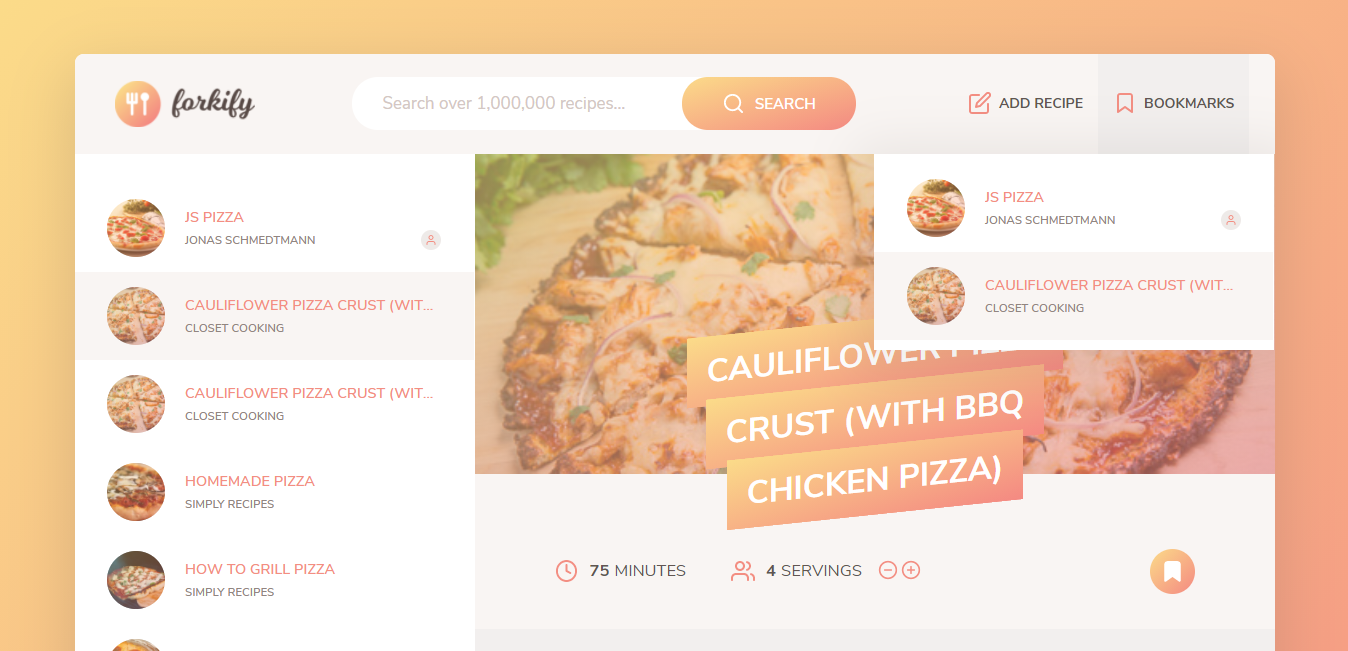 forkify
Search over 1,000,000 recipes...
SEARCH
ADD RECIPE
BOOKMARKS
JS PIZZA
JONAS SCHMEDTMANN
CAULIFLOWER PIZZA CRUST (WIT...
CLOSET COOKING
CAULIFLOWER PIZZA CRUST (WIT...
CLOSET COOKING
HOMEMADE PIZZA
SIMPLY RECIPES
HOW TO GRILL PIZZA
SIMPLY RECIPES
JS PIZZA
JONAS SCHMEDTMANN
CAULIFLOWER PIZZA CRUST (WIT...
CLOSET COOKING
CAULIFLOWER PIZZA
CRUST (WITH BBQ
CHICKEN PIZZA)
75 MINUTES
4 SERVINGS